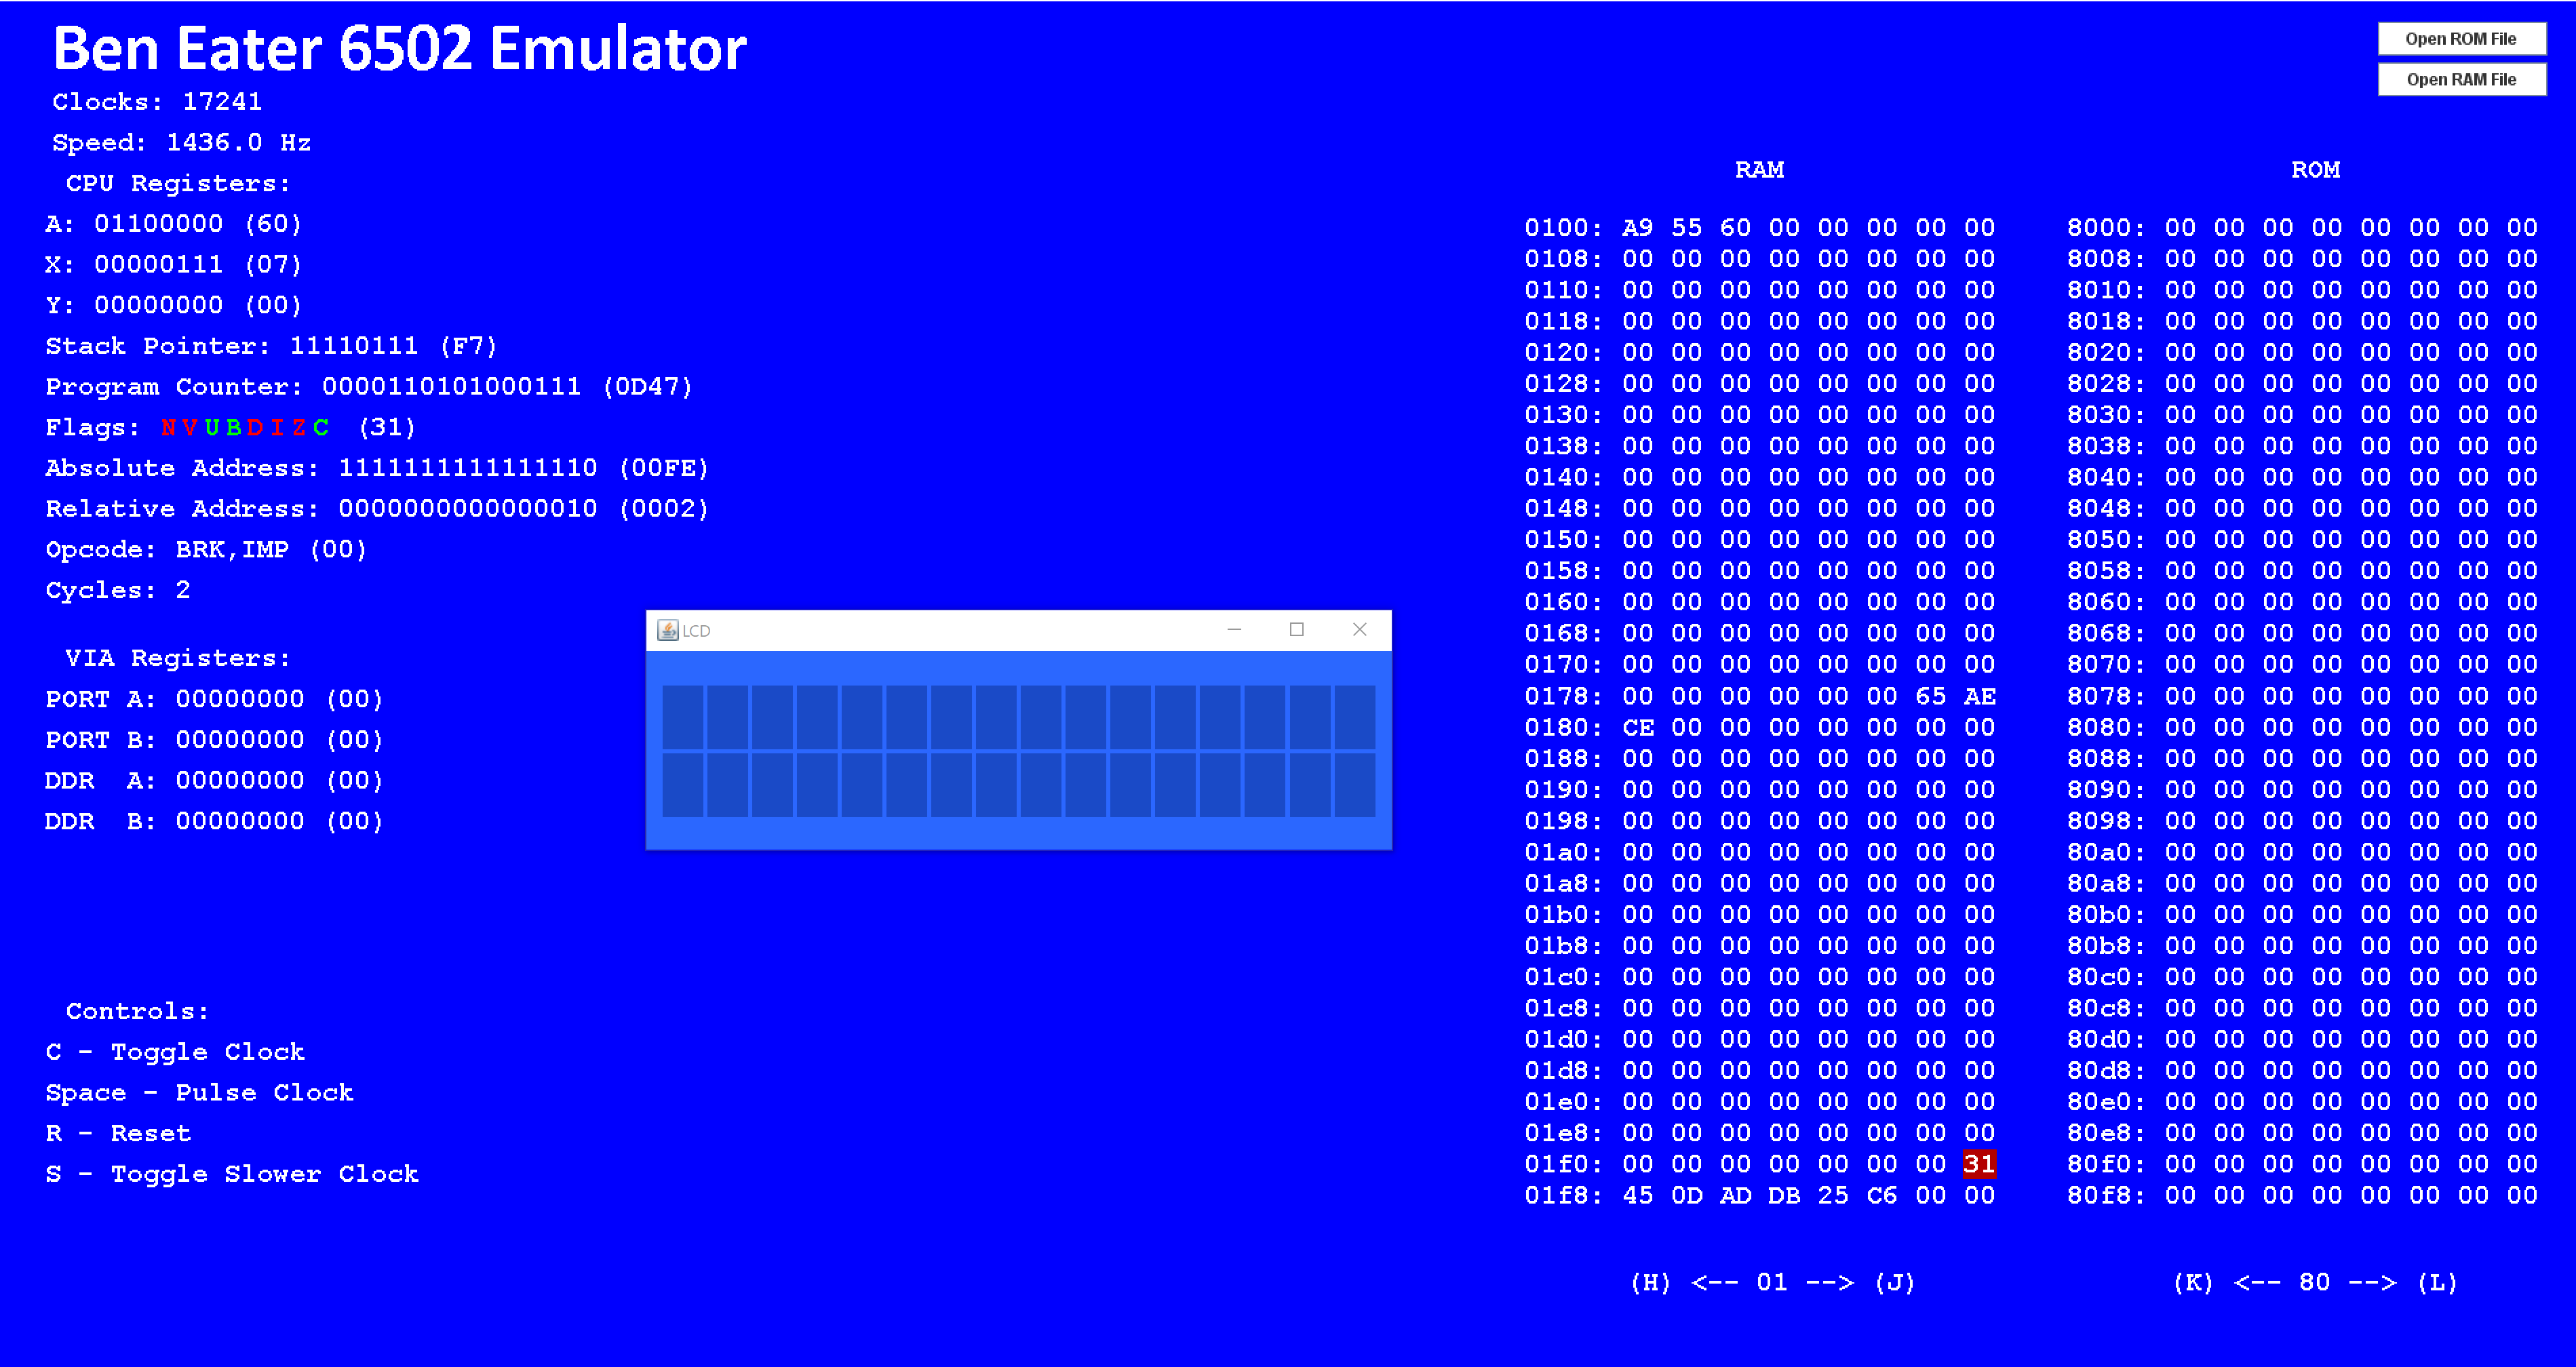 Ben Eater 6502 Emulator
Open ROM File
Open RAM File
Clocks: 17241
Speed: 1436.0 Hz
CPU Registers:
A: 01100000 (60)
X: 00000111 (07)
Y: 00000000 (00)
Stack Pointer: 11110111 (F7)
Program Counter: 0000110101000111 (0D47)
Flags: N V U B D I Z C (31)
Absolute Address: 1111111111111110 (00FE)
Relative Address: 0000000000000010 (0002)
Opcode: BRK,IMP (00)
Cycles: 2
VIA Registers:
PORT A: 00000000 (00)
PORT B: 00000000 (00)
DDR A: 00000000 (00)
DDR B: 00000000 (00)
Controls:
C - Toggle Clock
Space - Pulse Clock
R - Reset
S - Toggle Slower Clock
LCD
RAM
0100: A9 55 60 00 00 00 00 00
0108: 00 00 00 00 00 00 00 00
0110: 00 00 00 00 00 00 00 00
0118: 00 00 00 00 00 00 00 00
0120: 00 00 00 00 00 00 00 00
0128: 00 00 00 00 00 00 00 00
0130: 00 00 00 00 00 00 00 00
0138: 00 00 00 00 00 00 00 00
0140: 00 00 00 00 00 00 00 00
0148: 00 00 00 00 00 00 00 00
0150: 00 00 00 00 00 00 00 00
0158: 00 00 00 00 00 00 00 00
0160: 00 00 00 00 00 00 00 00
0168: 00 00 00 00 00 00 00 00
0170: 00 00 00 00 00 00 00 00
0178: 00 00 00 00 00 00 65 AE
0180: CE 00 00 00 00 00 00 00
0188: 00 00 00 00 00 00 00 00
0190: 00 00 00 00 00 00 00 00
0198: 00 00 00 00 00 00 00 00
01a0: 00 00 00 00 00 00 00 00
01a8: 00 00 00 00 00 00 00 00
01b0: 00 00 00 00 00 00 00 00
01b8: 00 00 00 00 00 00 00 00
01c0: 00 00 00 00 00 00 00 00
01c8: 00 00 00 00 00 00 00 00
01d0: 00 00 00 00 00 00 00 00
01d8: 00 00 00 00 00 00 00 00
01e0: 00 00 00 00 00 00 00 00
01e8: 00 00 00 00 00 00 00 00
01f0: 00 00 00 00 00 00 00 31
01f8: 45 0D AD DB 25 C6 00 00
(H) <-- 01 --> (J)
ROM
8000: 00 00 00 00 00 00 00 00
8008: 00 00 00 00 00 00 00 00
8010: 00 00 00 00 00 00 00 00
8018: 00 00 00 00 00 00 00 00
8020: 00 00 00 00 00 00 00 00
8028: 00 00 00 00 00 00 00 00
8030: 00 00 00 00 00 00 00 00
8038: 00 00 00 00 00 00 00 00
8040: 00 00 00 00 00 00 00 00
8048: 00 00 00 00 00 00 00 00
8050: 00 00 00 00 00 00 00 00
8058: 00 00 00 00 00 00 00 00
8060: 00 00 00 00 00 00 00 00
8068: 00 00 00 00 00 00 00 00
8070: 00 00 00 00 00 00 00 00
8078: 00 00 00 00 00 00 00 00
8080: 00 00 00 00 00 00 00 00
8088: 00 00 00 00 00 00 00 00
8090: 00 00 00 00 00 00 00 00
8098: 00 00 00 00 00 00 00 00
80a0: 00 00 00 00 00 00 00 00
80a8: 00 00 00 00 00 00 00 00
80b0: 00 00 00 00 00 00 00 00
80b8: 00 00 00 00 00 00 00 00
80c0: 00 00 00 00 00 00 00 00
80c8: 00 00 00 00 00 00 00 00
80d0: 00 00 00 00 00 00 00 00
80d8: 00 00 00 00 00 00 00 00
80e0: 00 00 00 00 00 00 00 00
80e8: 00 00 00 00 00 00 00 00
80f0: 00 00 00 00 00 00 00 00
80f8: 00 00 00 00 00 00 00 00
(K) <-- 80 --> (L)